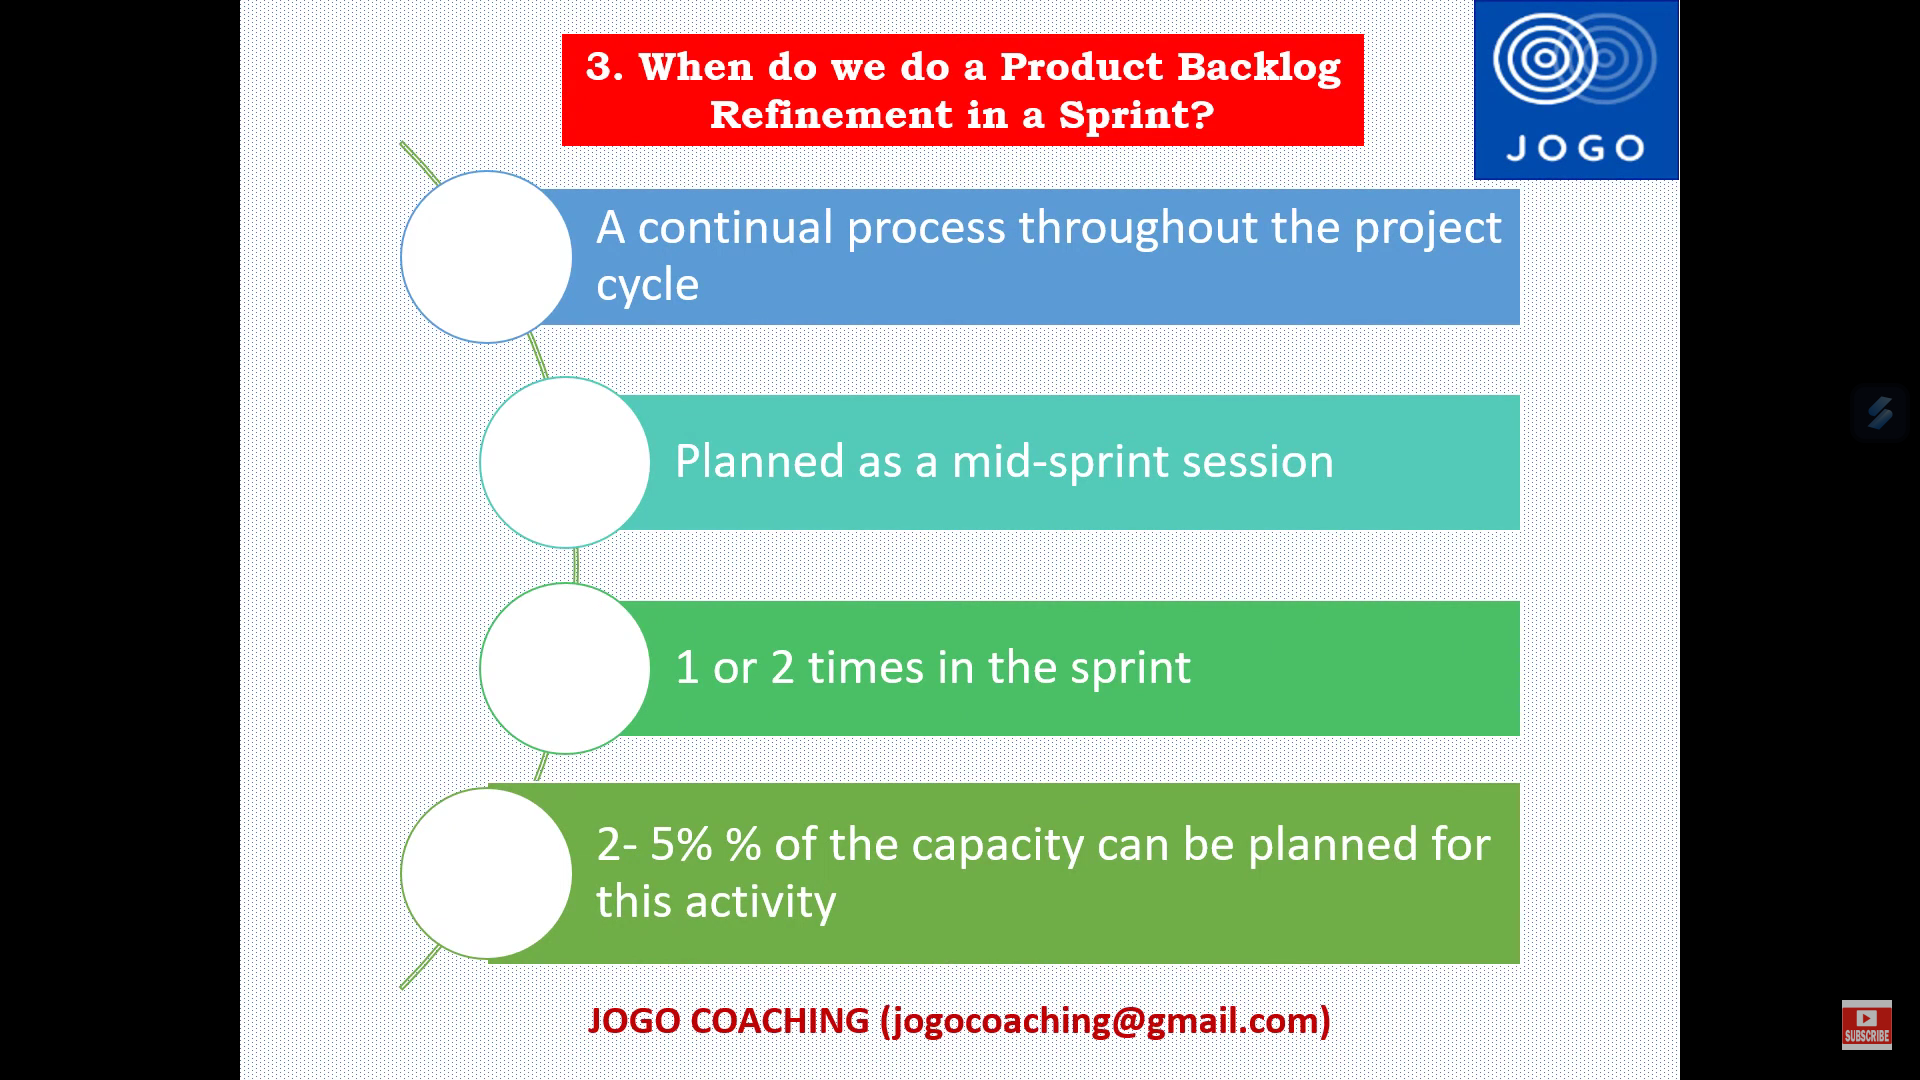 3. When do we do a Product Backlog
Refinement in a Sprint?
JOGO
A continual process throughout the project
cycle
Planned as a mid-sprint session
1 or 2 times in the sprint
2- 5% % of the capacity can be planned for
this activity
JOGO COACHING (jogocoaching@gmail.com)
SUBSCRIBE